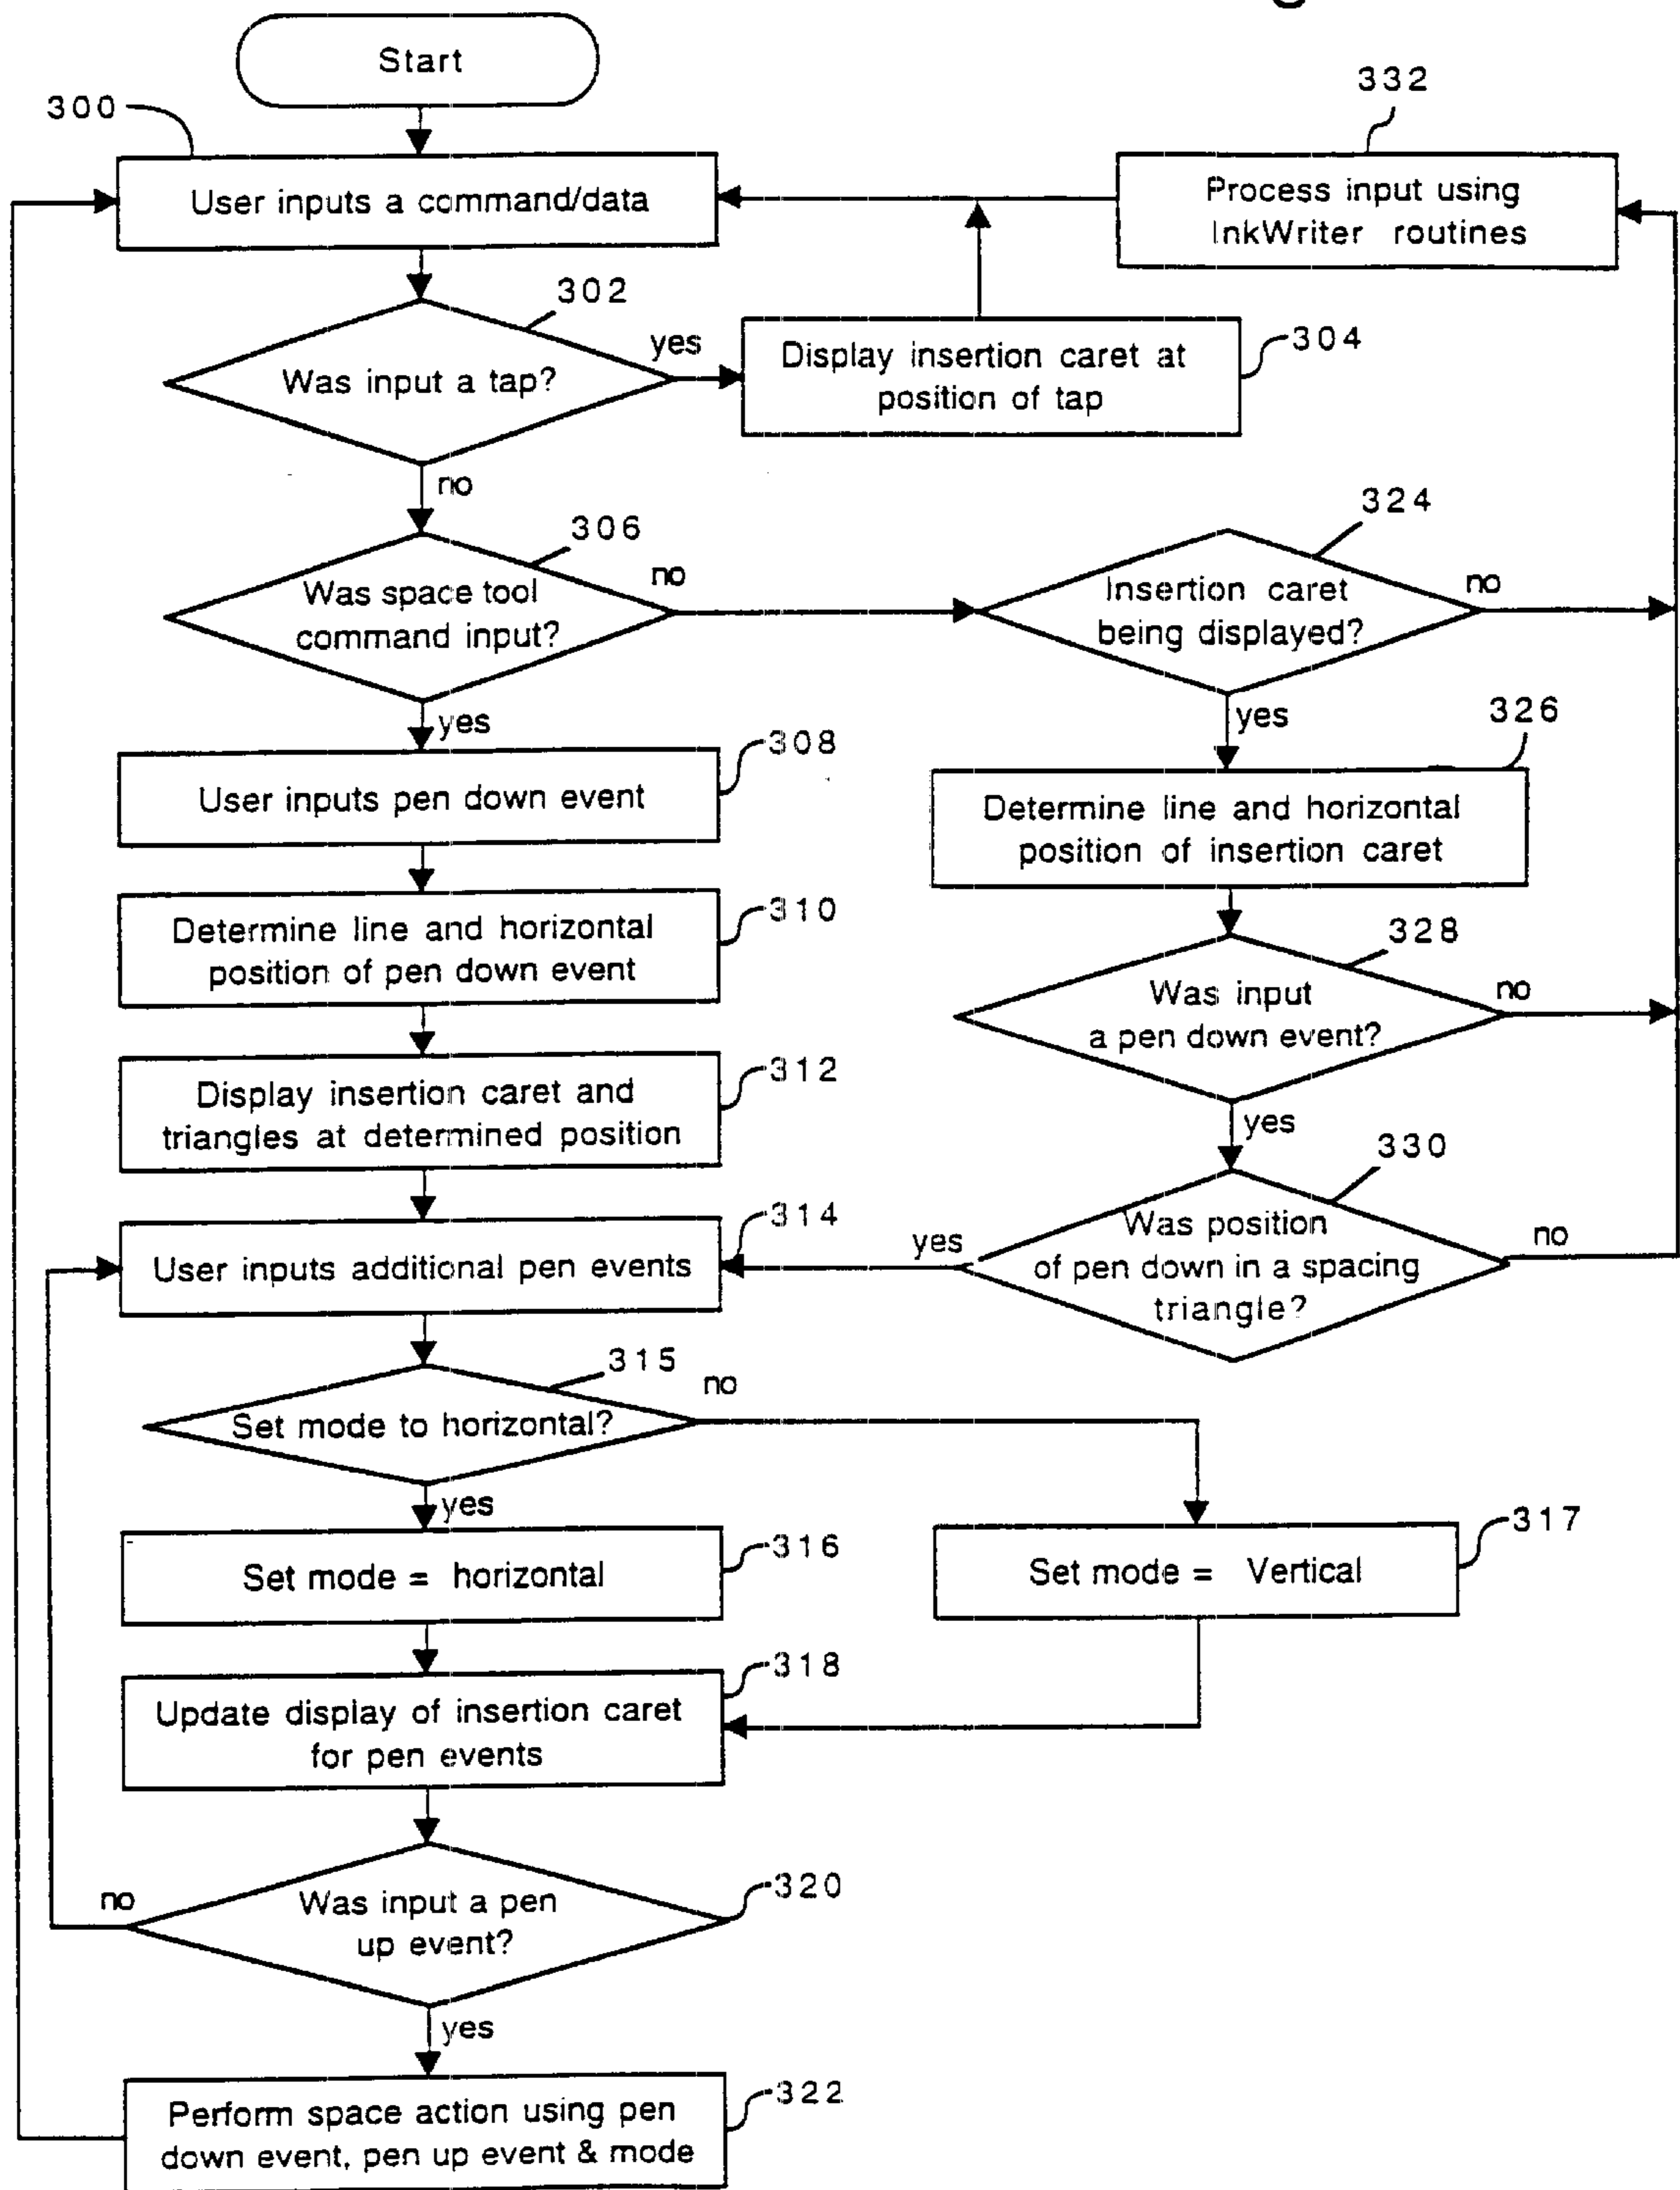 Start
300
332
User inputs a command/data
Process input using
InkWriter routines
302
Was input a tap?
yes
304
Display insertion caret at
position of tap
no
306
Was space tool
command input?
no
324
Insertion caret
being displayed?
no
yes
yes
308
User inputs pen down event
326
Determine line and horizontal
position of insertion caret
310
Determine line and horizontal
position of pen down event
328
Was input
a pen down event?
no
312
Display insertion caret and
triangles at determined position
yes
330
Was position
of pen down in a spacing
triangle?
yes
no
314
User inputs additional pen events
315
Set mode to horizontal?
no
yes
316
Set mode = horizontal
317
Set mode = Vertical
318
Update display of insertion caret
for pen events
320
Was input a pen
up event?
no
yes
322
Perform space action using pen
down event, pen up event & mode